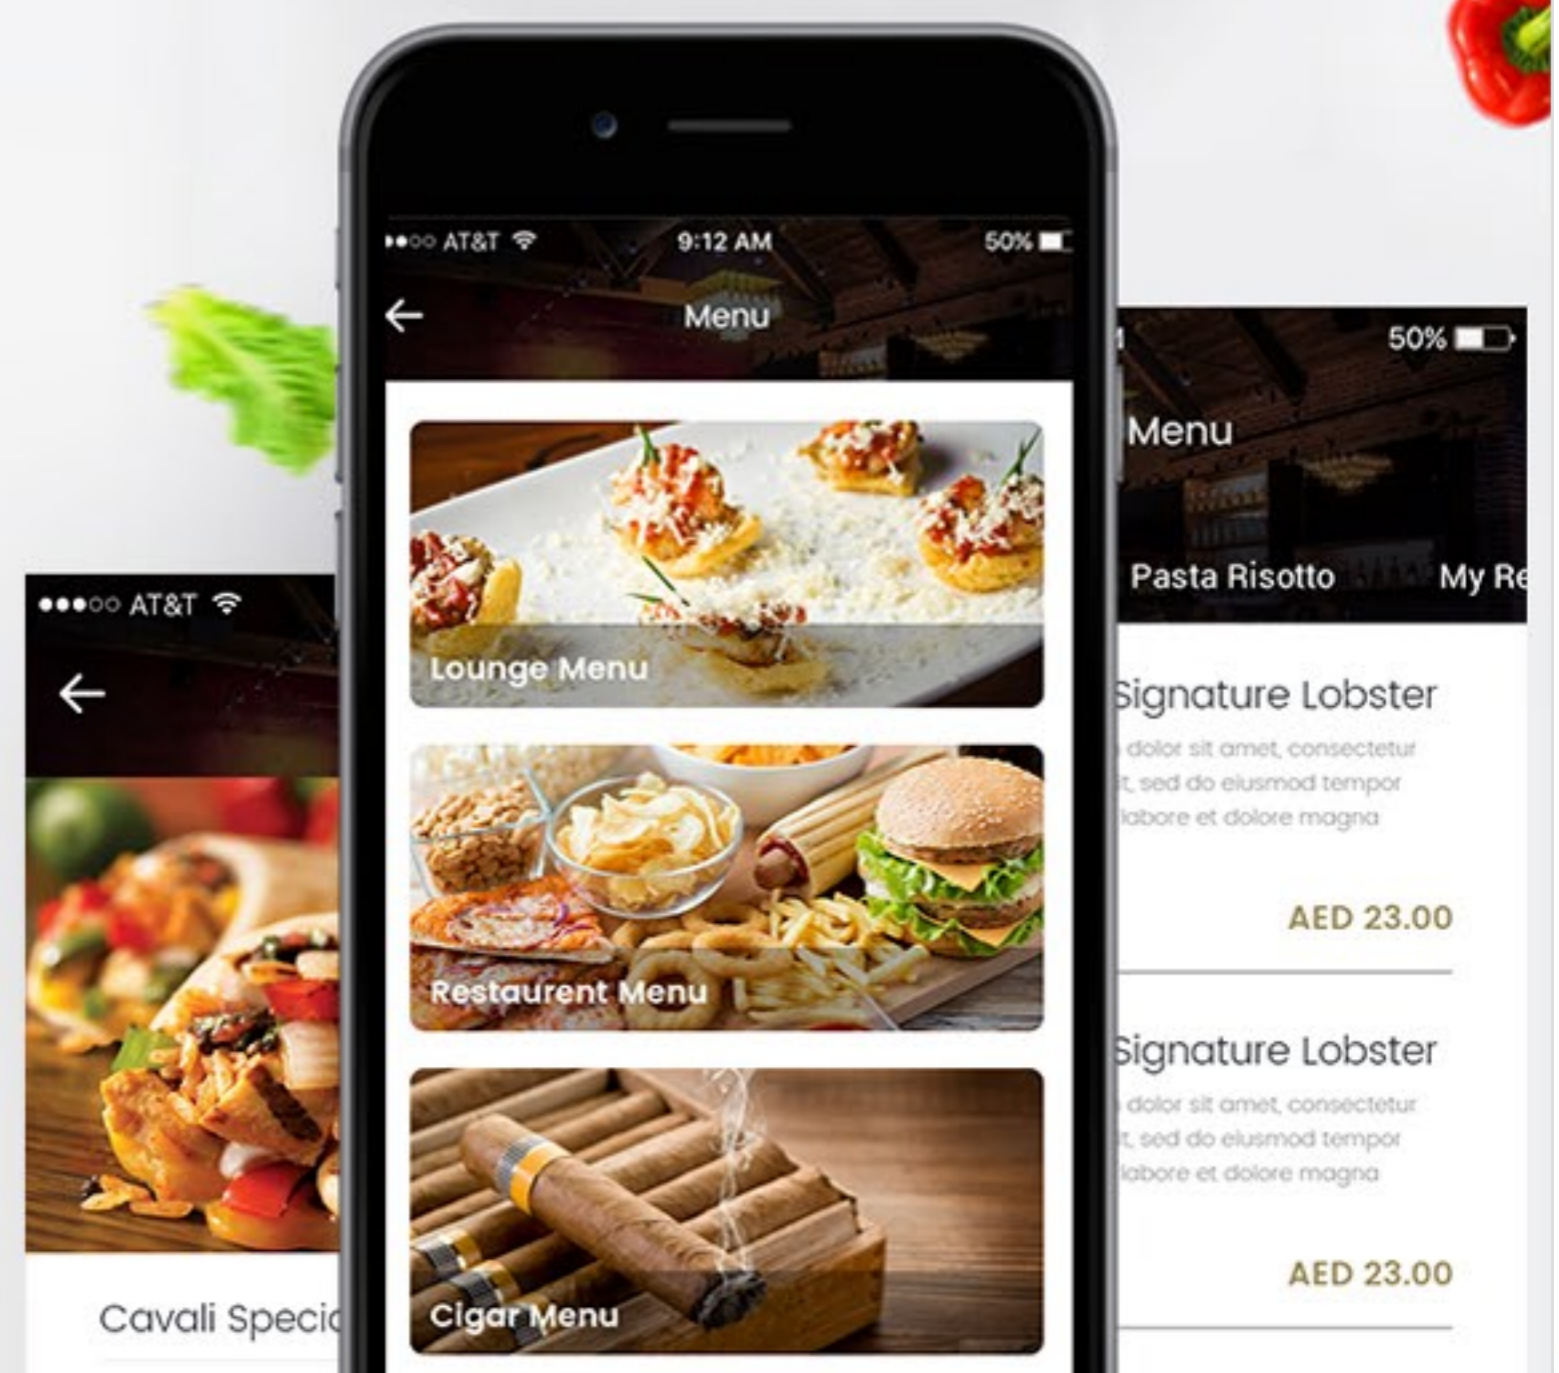 AT&T 9:12 AM 50%
Menu
Lounge Menu
Restaurent Menu
Cigar Menu
AT&T
Cavali
50%
Menu
Pasta Risotto My
Signature Lobster
dolor sit amet, consectetur
sed do eiusmod tempor
labore et dolore magna
AED 23.00
Signature Lobster
dolor sit amet, consectetur
sed do eiusmod tempor
labore et dolore magna
AED 23.00